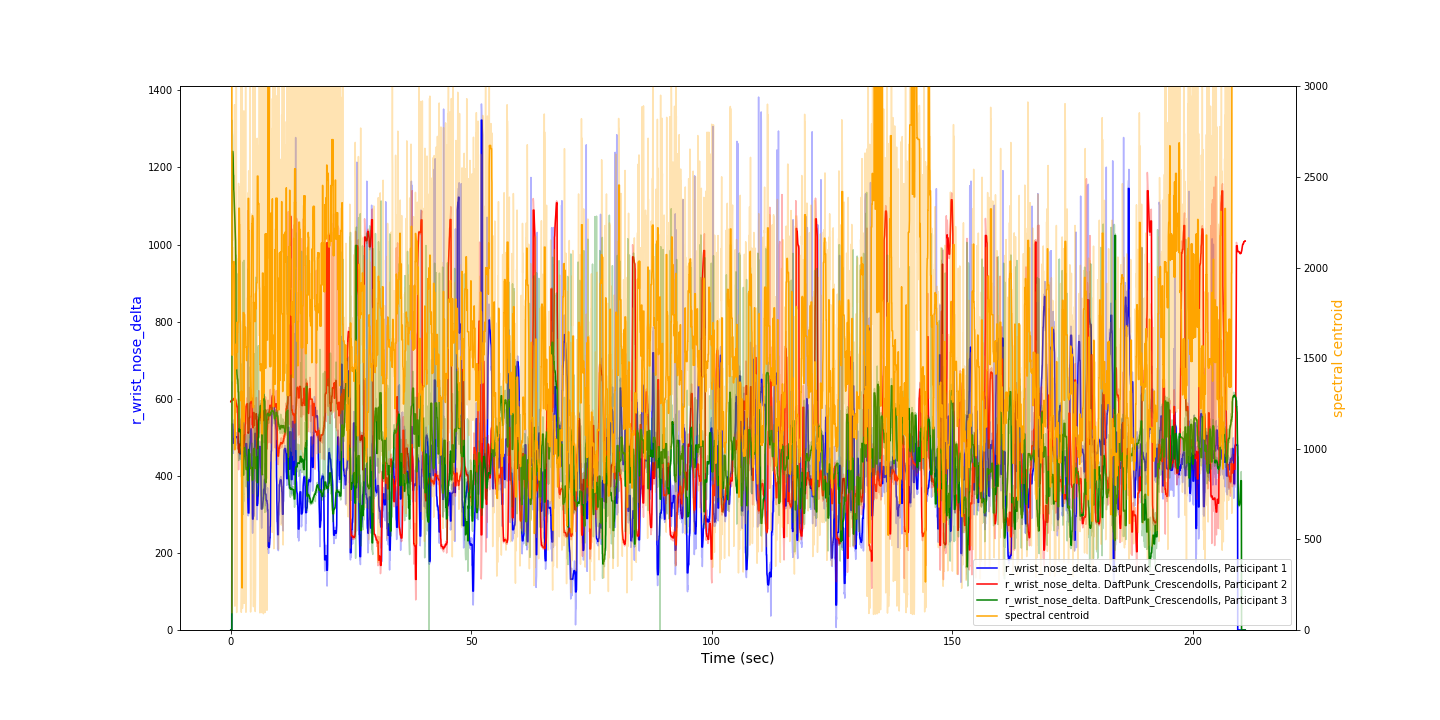 1400
1200
1000
800
600
400
200
0
r_wrist_nose_delta
3000
2500
2000
1500
1000
500
0
spectral centroid
0 50 100 150 200
Time (sec)
r_wrist_nose_delta. DaftPunk_Crescendolls, Participant 1
r_wrist_nose_delta. DaftPunk_Crescendolls, Participant 2
r_wrist_nose_delta. DaftPunk_Crescendolls, Participant 3
spectral centroid